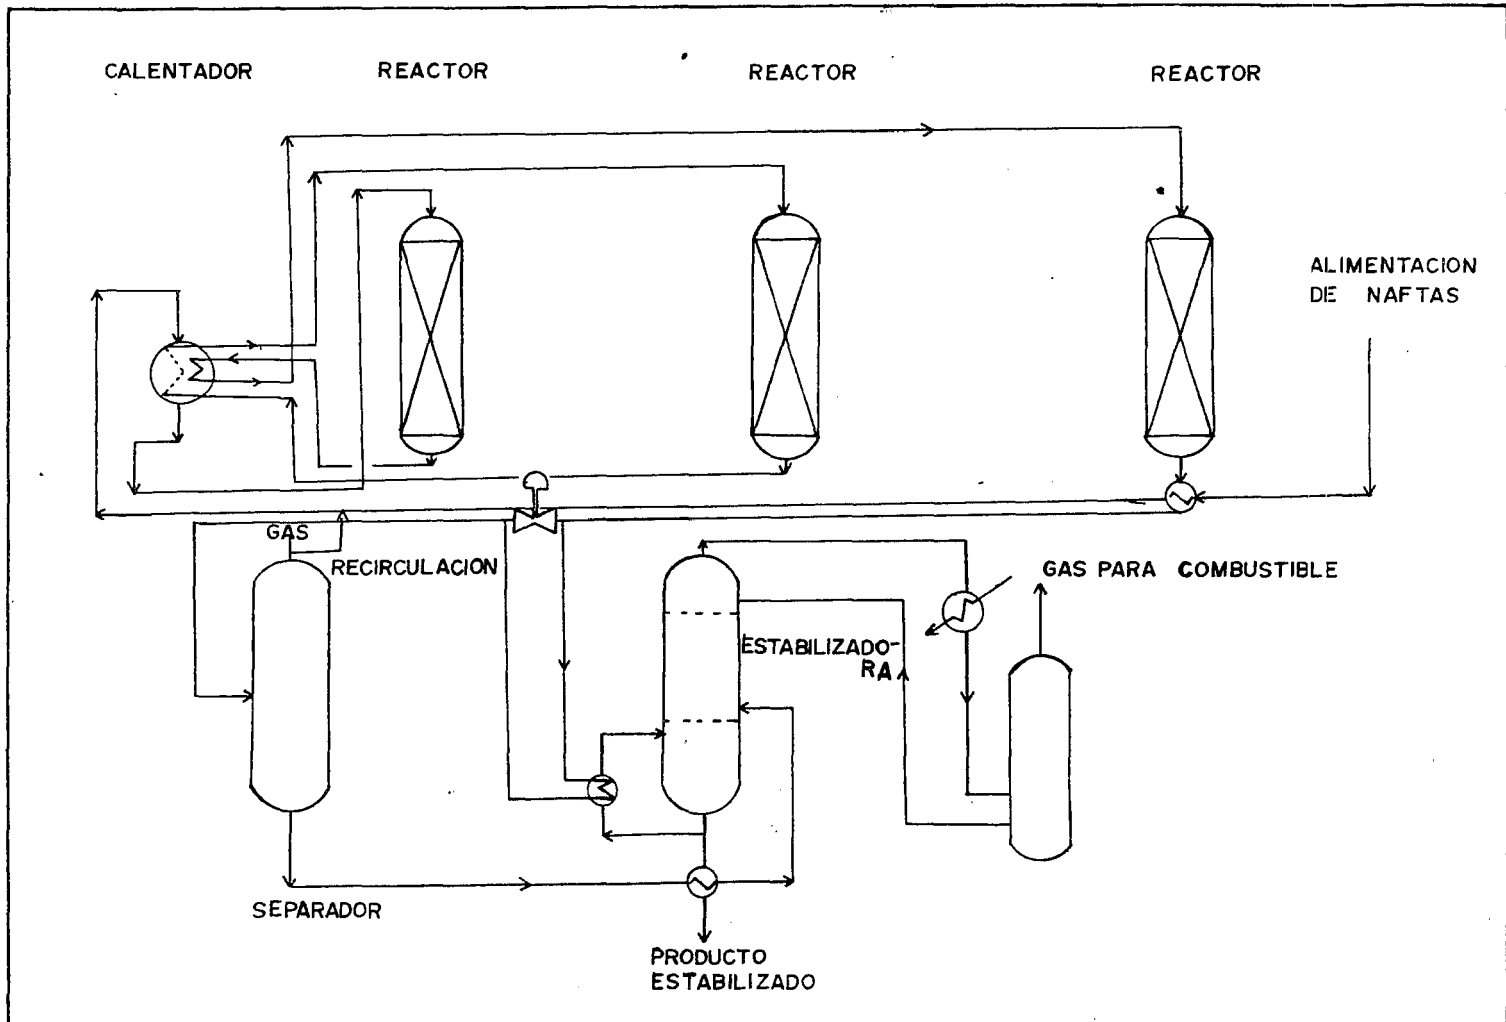 CALENTADOR
REACTOR
REACTOR
REACTOR
ALIMENTACION
DE NAFTAS
GAS
RECIRCULACION
GAS PARA COMBUSTIBLE
ESTABILIZADO-
RA
SEPARADOR
PRODUCTO
ESTABILIZADO